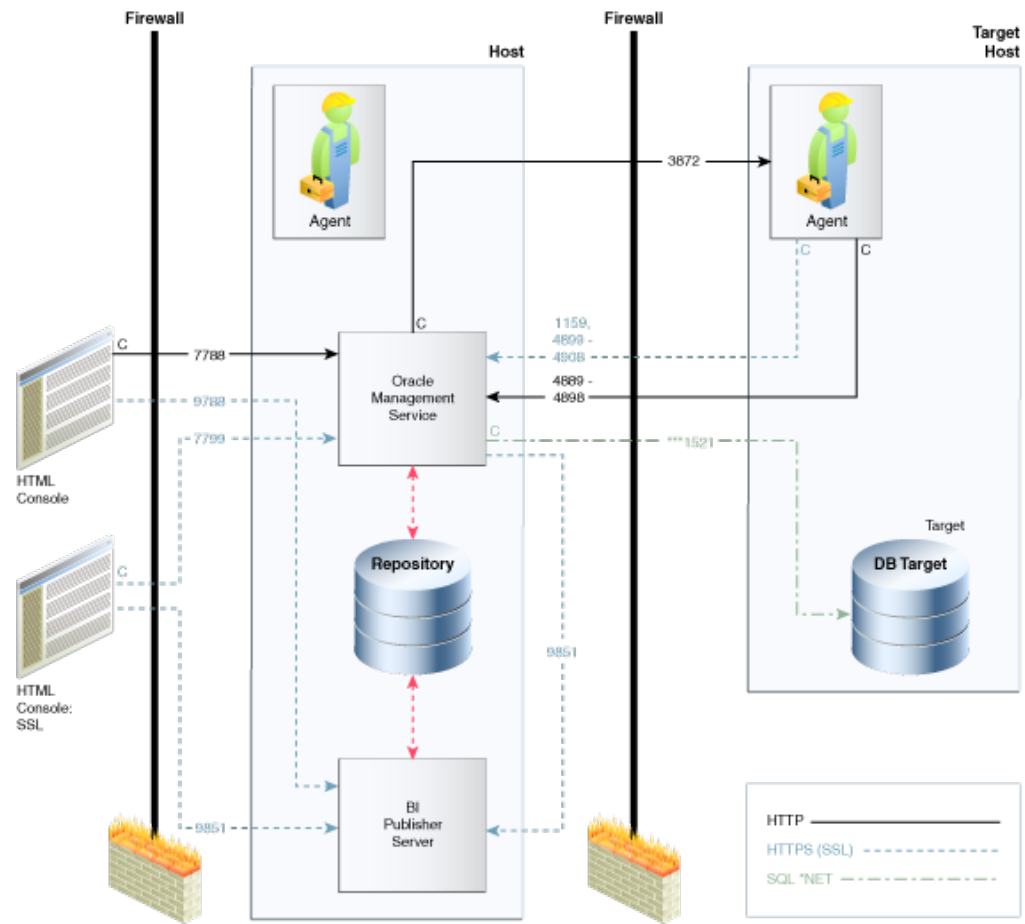 Firewall
Firewall
Host
Target
Host
Agent
3872
Agent
C
C
C
C
7788
1159,
4899 -
4908
9788
Oracle
Management
Service
4889 -
4898
7799
C
***1521
HTML
Console
Repository
Target
DB Target
C
9851
HTML
Console:
SSL
BI
Publisher
Server
9851
HTTP
HTTPS (SSL)
SQL *NET